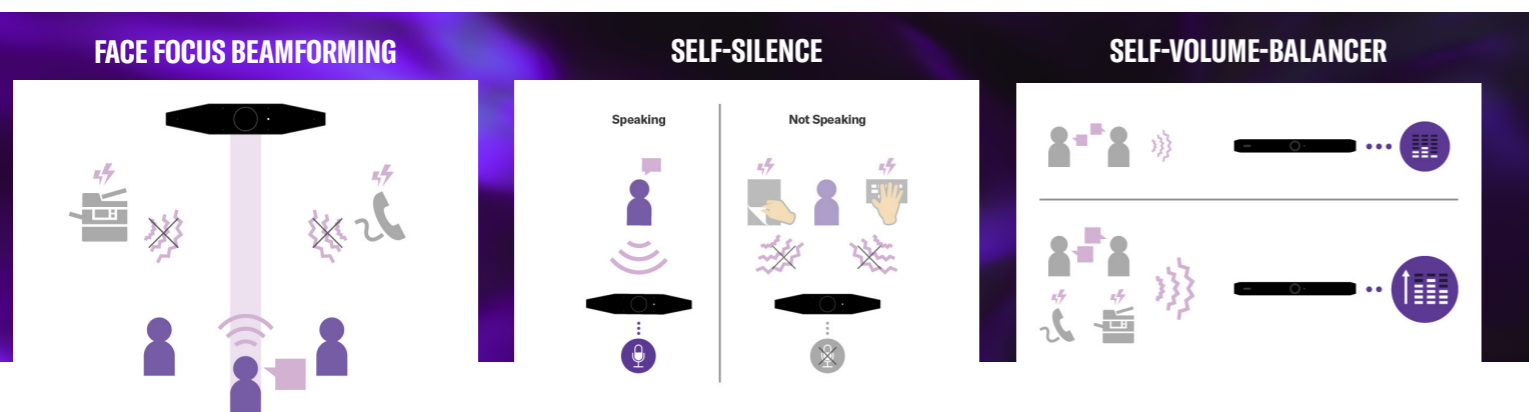 FACE FOCUS BEAMFORMING
SELF-SILENCE
SELF-VOLUME-BALANCER
Speaking
Not Speaking